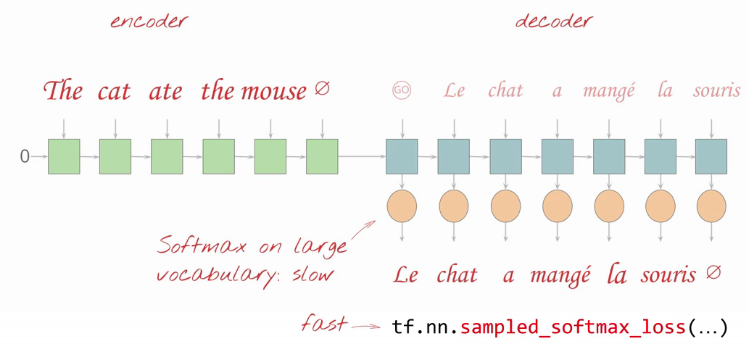 encoder decoder
The cat ate the mouse ∅ GO Le chat a mangé la souris
0
Softmax on large
vocabulary: slow
Le chat a mangé la souris ∅
fast tf.nn.sampled_softmax_loss(…)